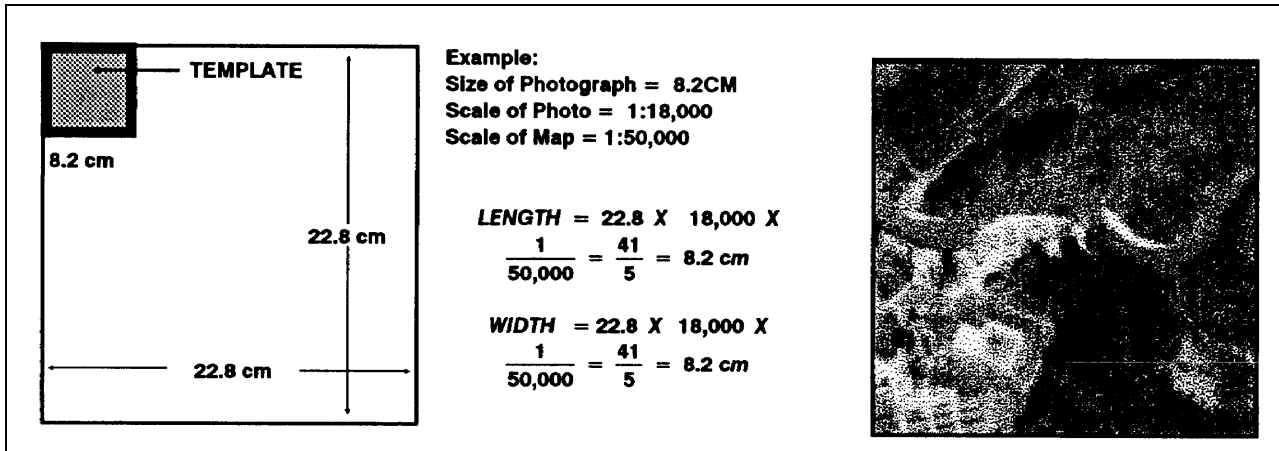 TEMPLATE
8.2 cm
22.8 cm
22.8 cm
Example:
Size of Photograph = 8.2CM
Scale of Photo = 1:18,000
Scale of Map = 1:50,000
LENGTH = 22.8 X 18,000 X
1/50,000 = 41/5 = 8.2 cm
WIDTH = 22.8 X 18,000 X
1/50,000 = 41/5 = 8.2 cm